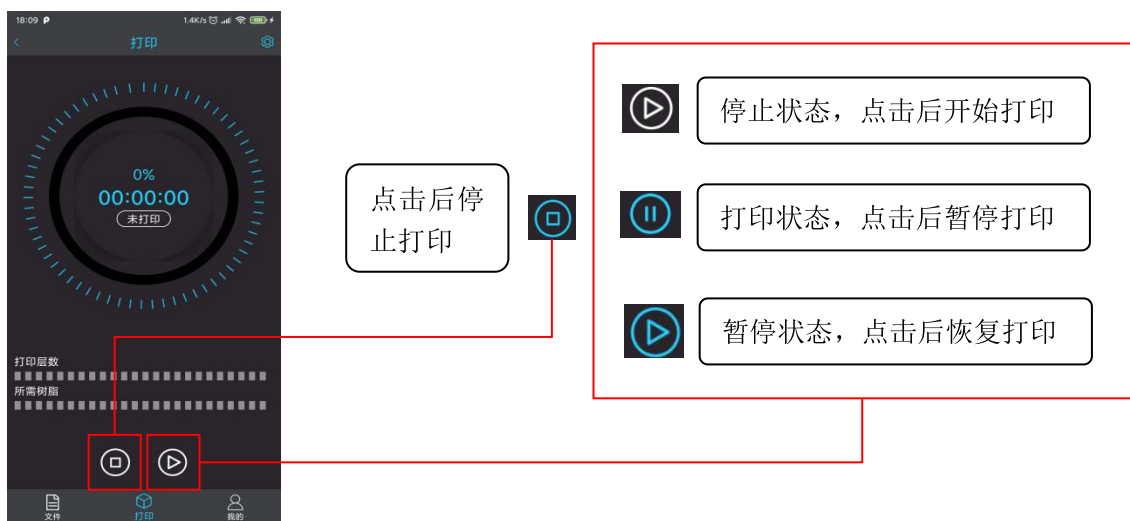 18:09 P
1.4K/s 100
打印
0%
00:00:00
未打印
打印层数
所需树脂
文件
打印
我的
点击后停
止打印
停止状态，点击后开始打印
打印状态，点击后暂停打印
暂停状态，点击后恢复打印